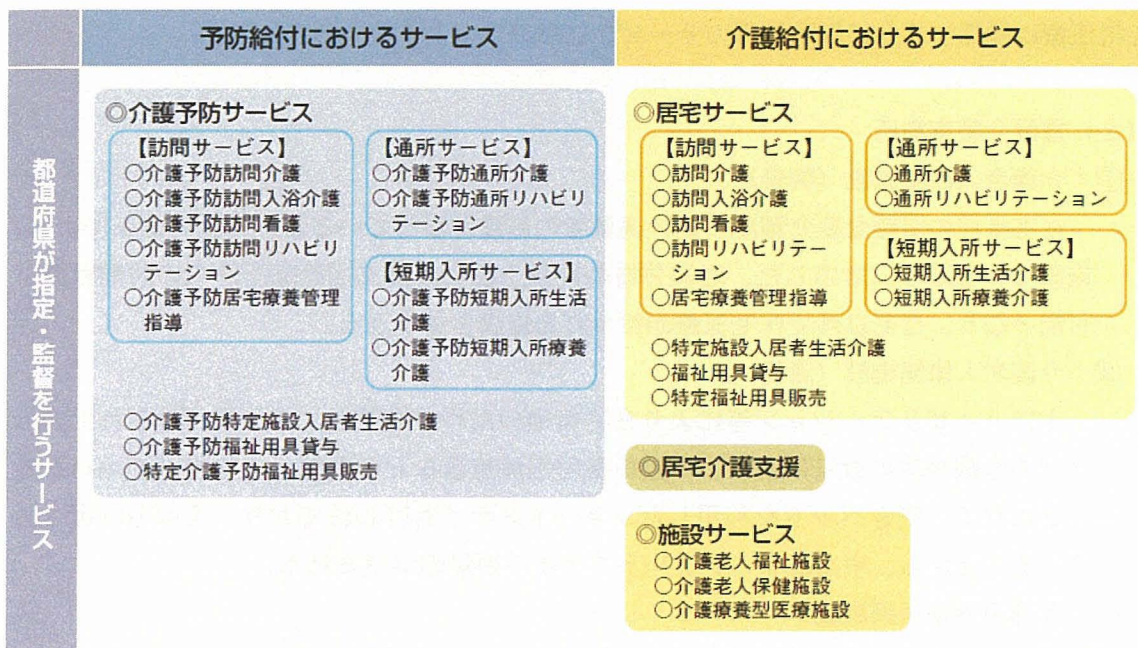 予防給付におけるサービス
介護給付におけるサービス
都道府県が指定・監督を行うサービス
◎介護予防サービス
【訪問サービス】
○介護予防訪問介護
○介護予防訪問入浴介護
○介護予防訪問看護
○介護予防訪問リハビリ
テーション
○介護予防居宅療養管理
指導
【通所サービス】
○介護予防通所介護
○介護予防通所リハビリ
テーション
【短期入所サービス】
○介護予防短期入所生活
介護
○介護予防短期入所療養
介護
○介護予防特定施設入居者生活介護
○介護予防福祉用具貸与
○特定介護予防福祉用具販売
◎居宅サービス
【訪問サービス】
○訪問介護
○訪問入浴介護
○訪問看護
○訪問リハビリテー
ション
○居宅療養管理指導
【通所サービス】
○通所介護
○通所リハビリテーション
【短期入所サービス】
○短期入所生活介護
○短期入所療養介護
○特定施設入居者生活介護
○福祉用具貸与
○特定福祉用具販売
◎居宅介護支援
◎施設サービス
○介護老人福祉施設
○介護老人保健施設
○介護療養型医療施設